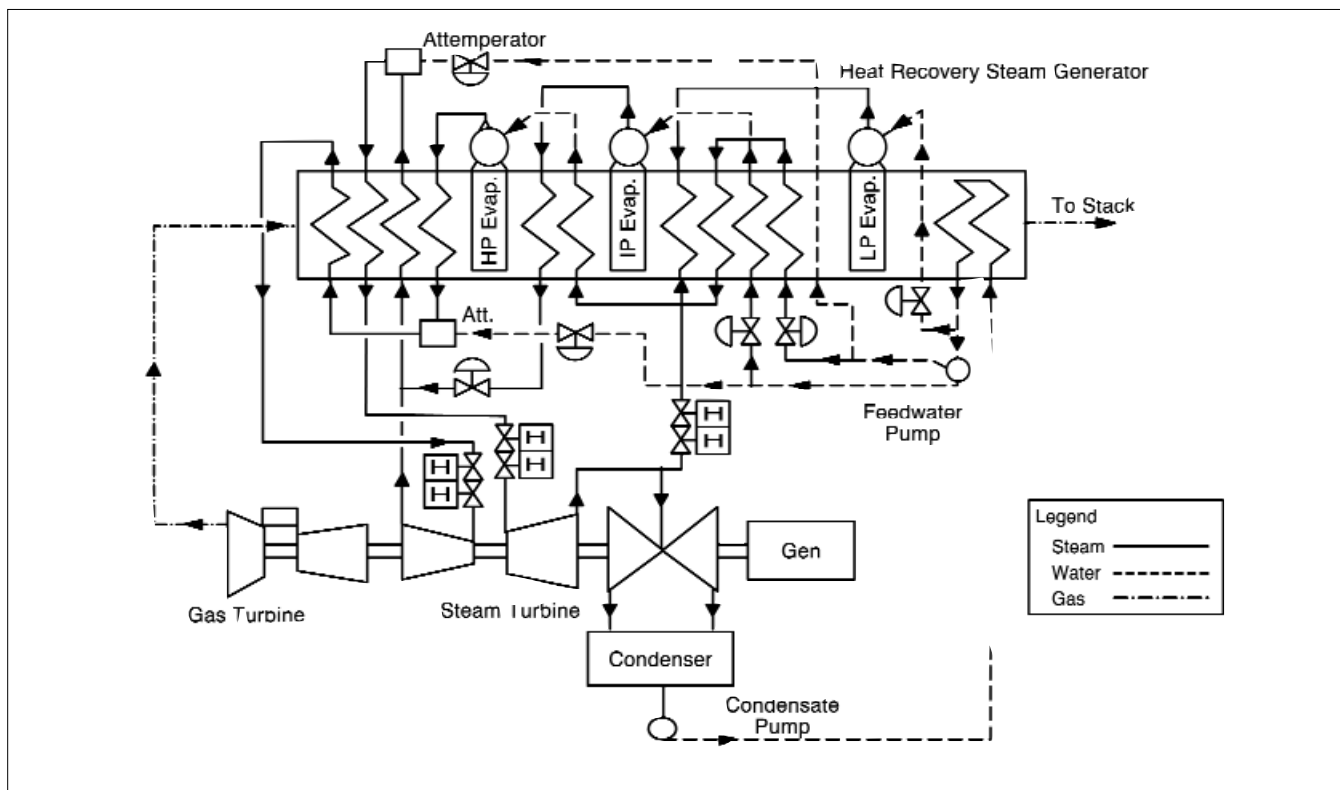 Attemperator
Heat Recovery Steam Generator
HP Evap.
IP Evap.
LP Evap.
To Stack
Att.
Feedwater
Pump
H
H
H
H
H
H
Gas Turbine
Steam Turbine
Gen
Condenser
Condensate
Pump
Legend
Steam
Water
Gas